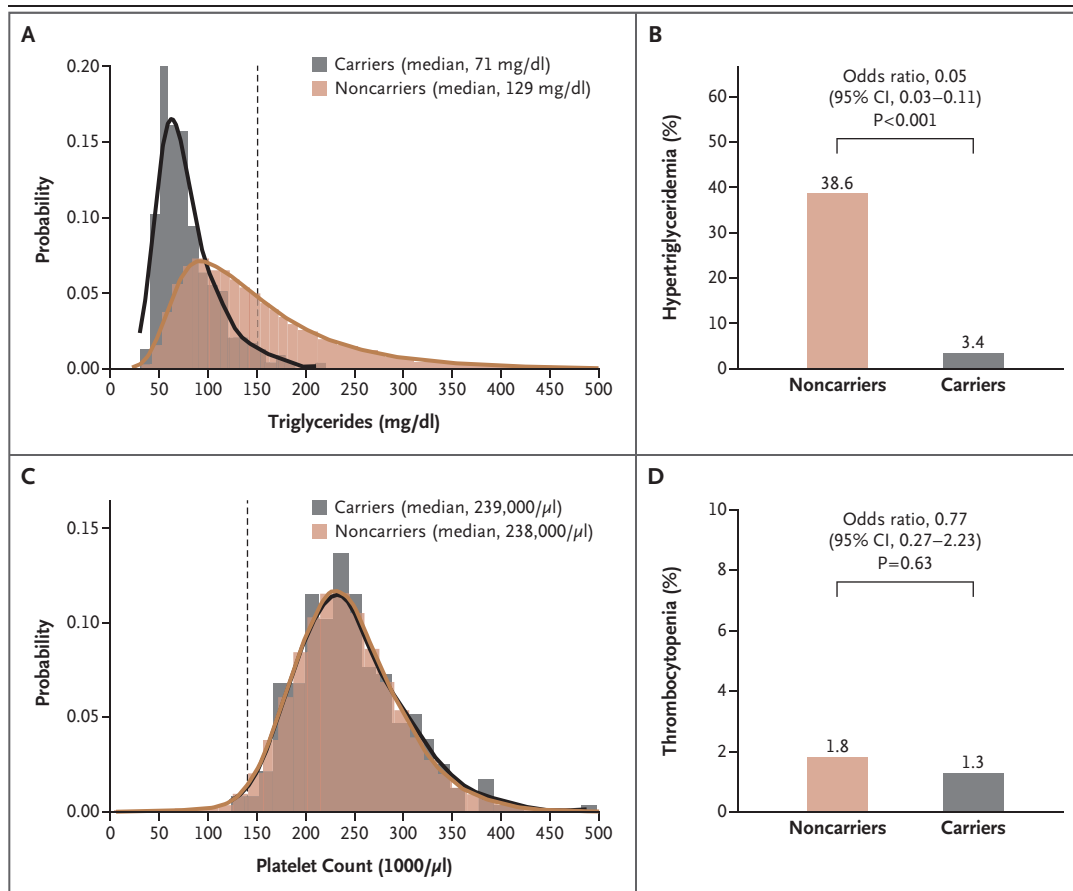 A
Carriers (median, 71 mg/dl)
Noncarriers (median, 129 mg/dl)
Probability
0.20
0.15
0.10
0.05
0.00
0 50 100 150 200 250 300 350 400 450 500
Triglycerides (mg/dl)
B
Odds ratio, 0.05
(95% CI, 0.03–0.11)
P<0.001
Hypertriglyceridemia (%)
60
50
40
30
20
10
0
38.6
3.4
Noncarriers Carriers
C
Carriers (median, 239,000/µl)
Noncarriers (median, 238,000/µl)
Probability
0.15
0.10
0.05
0.00
0 50 100 150 200 250 300 350 400 450 500
Platelet Count (1000/µl)
D
Odds ratio, 0.77
(95% CI, 0.27–2.23)
P=0.63
Thrombocytopenia (%)
10
8
6
4
2
0
1.8
1.3
Noncarriers Carriers